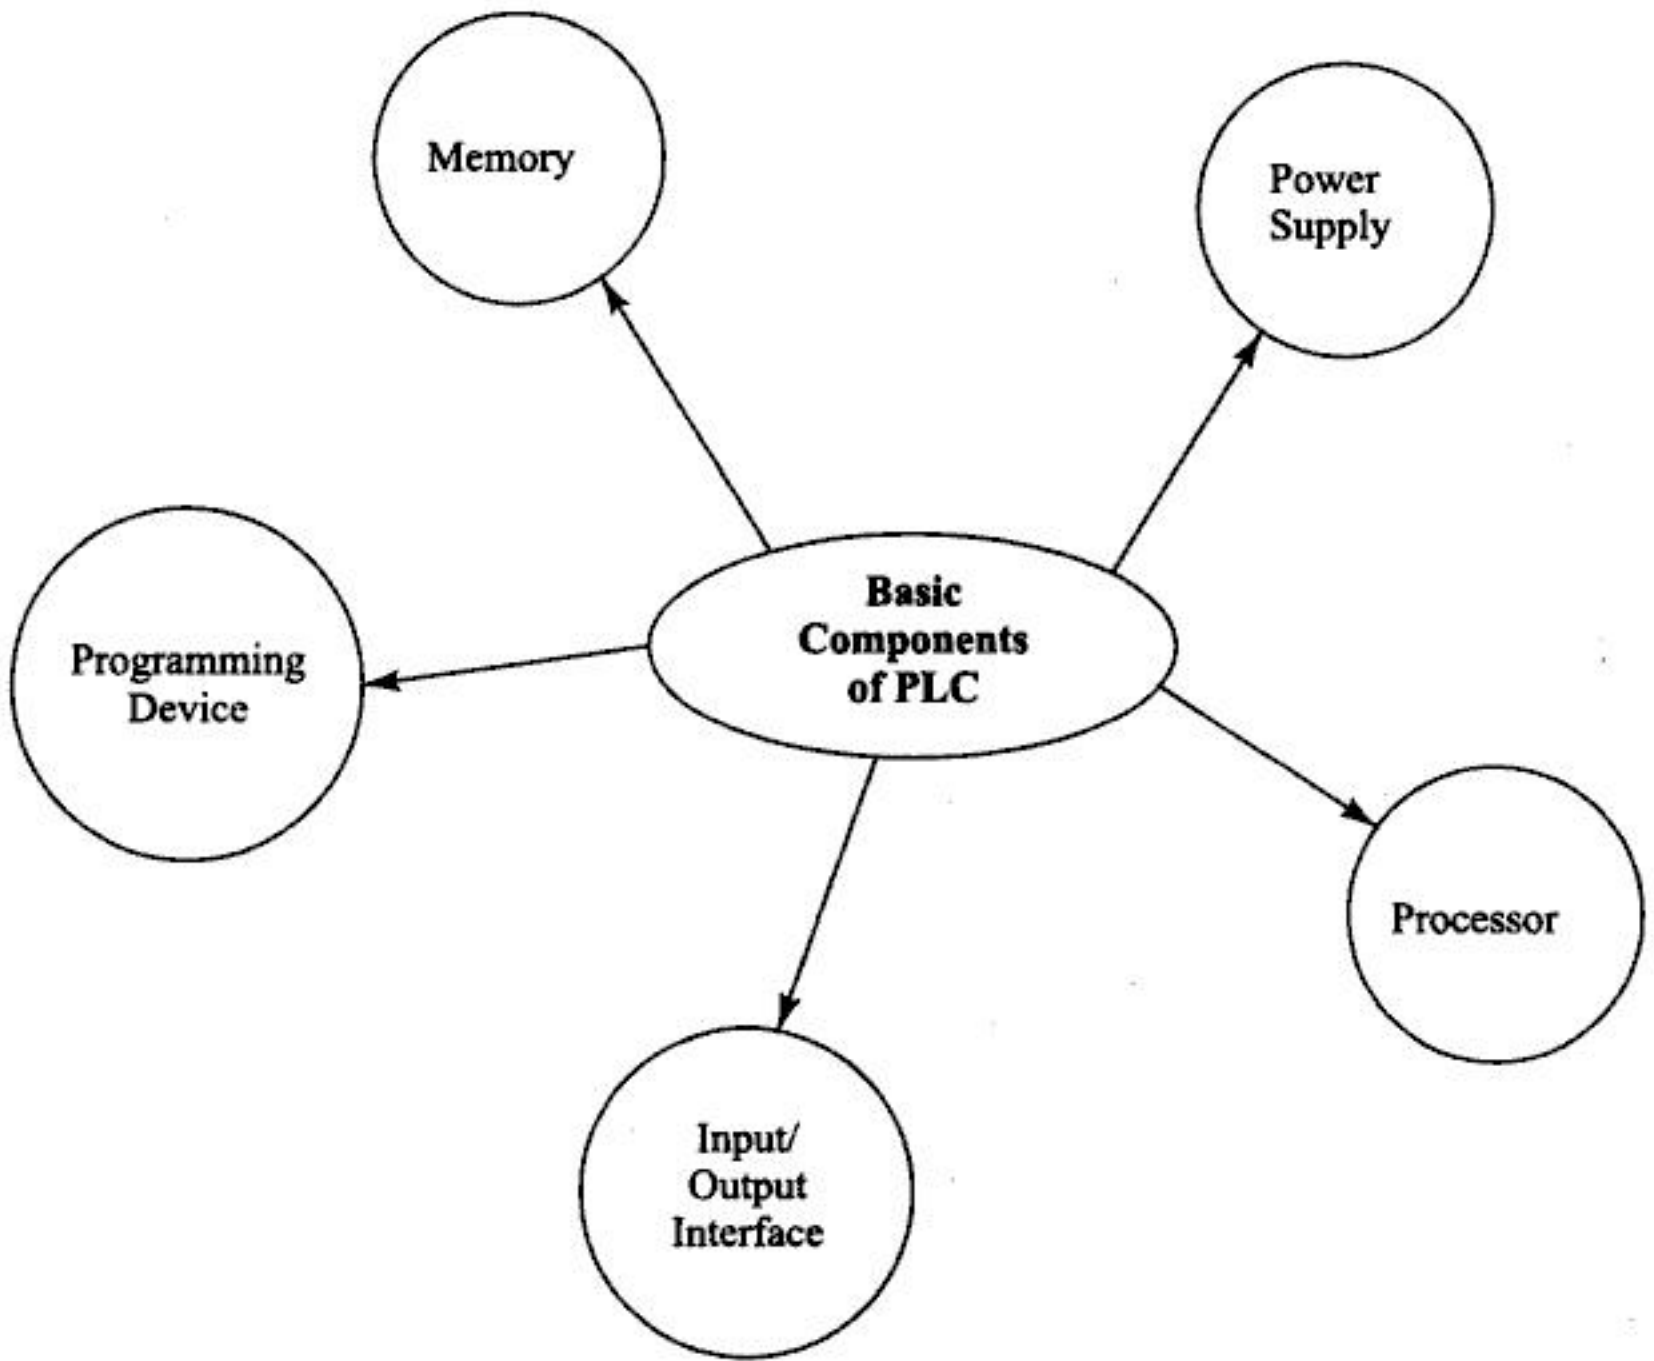 Memory
Power
Supply
Basic
Components
of PLC
Programming
Device
Processor
Input/
Output
Interface